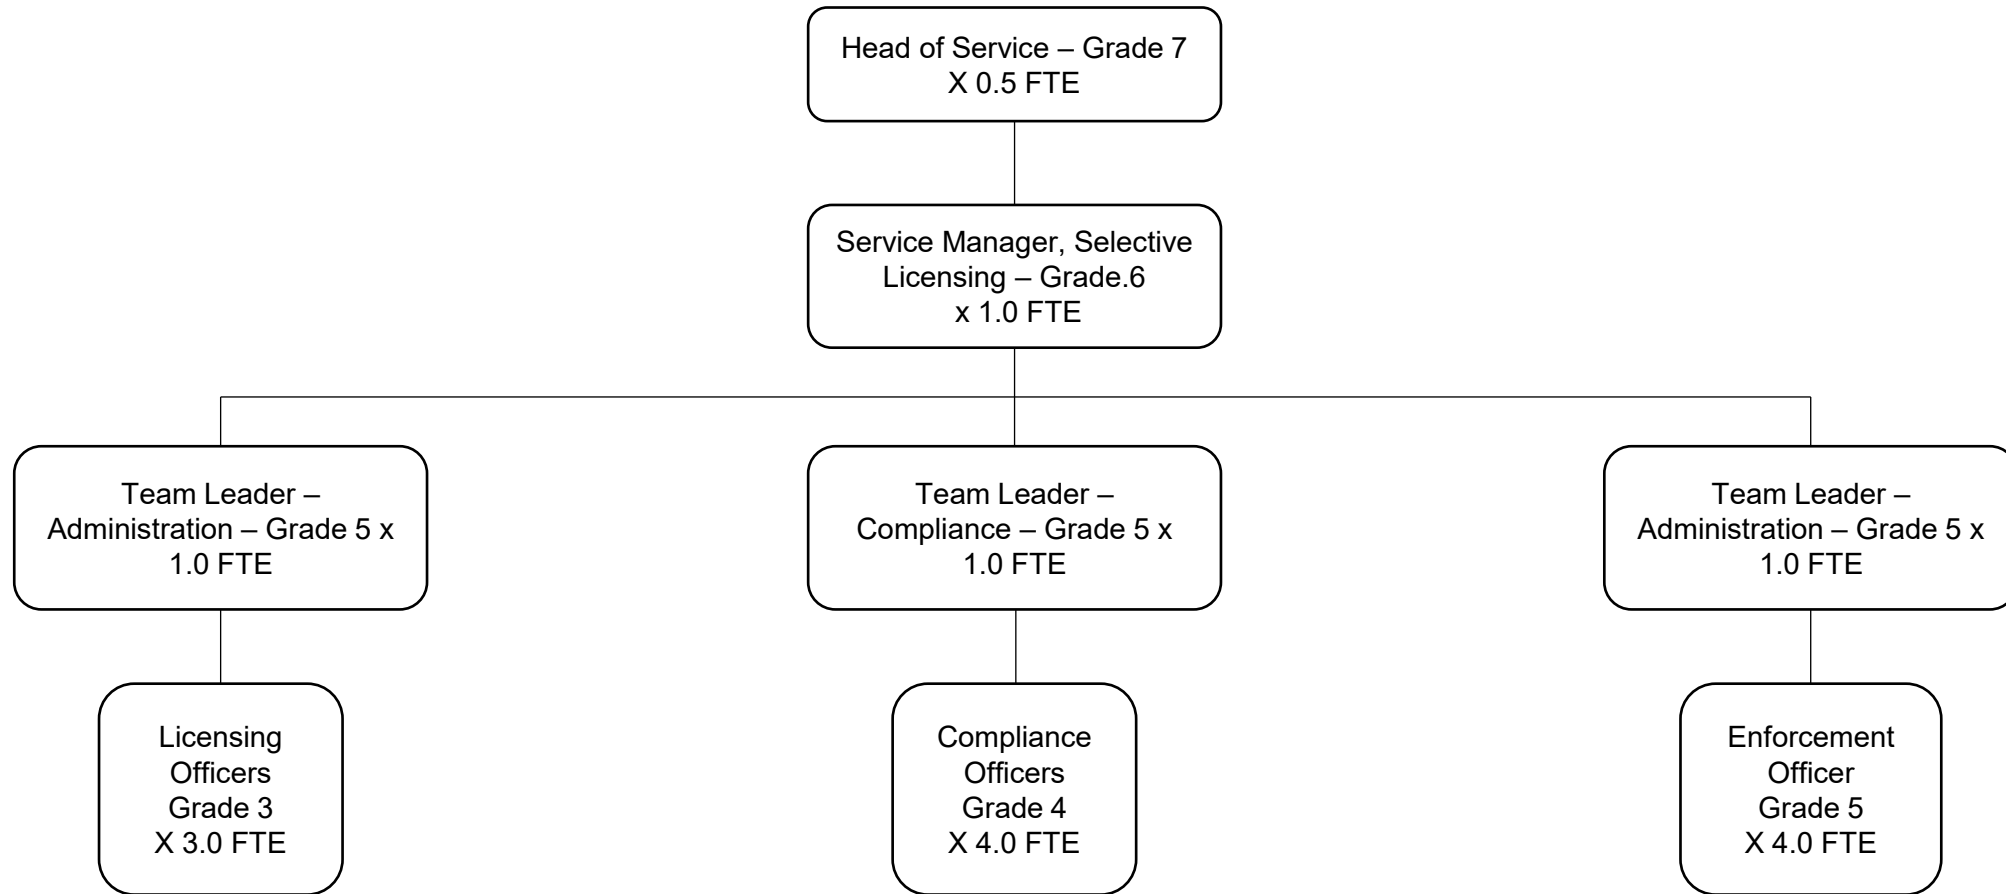 Head of Service – Grade 7
X 0.5 FTE
Service Manager, Selective
Licensing – Grade.6
x 1.0 FTE
Team Leader –
Administration – Grade 5 x
1.0 FTE
Team Leader –
Compliance – Grade 5 x
1.0 FTE
Team Leader –
Administration – Grade 5 x
1.0 FTE
Licensing
Officers
Grade 3
X 3.0 FTE
Compliance
Officers
Grade 4
X 4.0 FTE
Enforcement
Officer
Grade 5
X 4.0 FTE